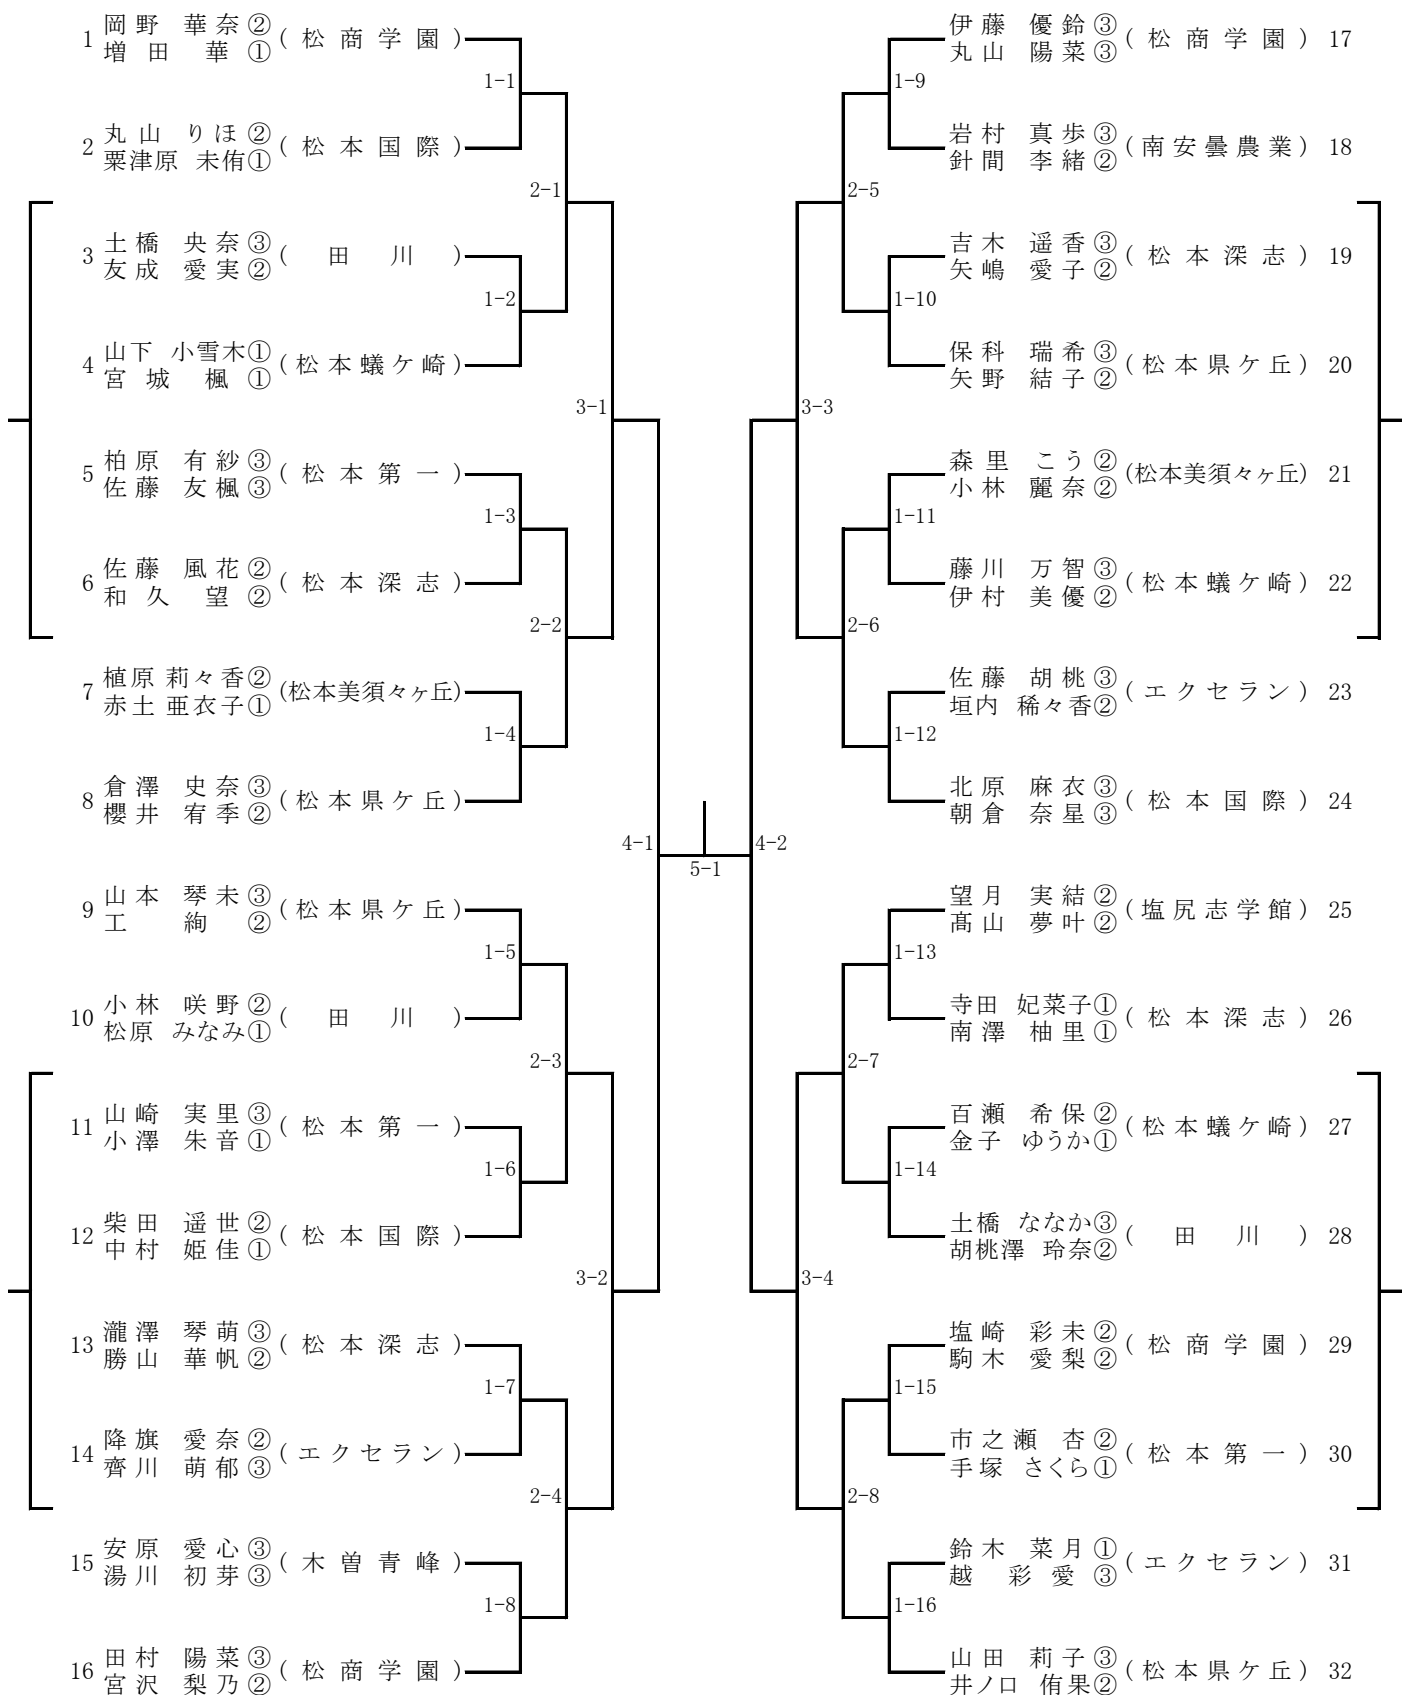 1 岡野 華奈② (松商学園)
増田 華①
1-1
2 丸山 りほ② (松本国際)
粟津原 未侑①
2-1
3 土橋 央奈③ (田川)
友成 愛実②
1-2
4 山下 小雪木① (松本蟻ケ崎)
宮城 楓①
3-1
5 柏原 有紗③ (松本第一)
佐藤 友楓③
1-3
6 佐藤 風花② (松本深志)
和久 望②
2-2
7 植原 莉々香② (松本美須々ヶ丘)
赤土 亜衣子①
1-4
8 倉澤 史奈③ (松本県ケ丘)
櫻井 宥季②
4-1
9 山本 琴未③ (松本県ケ丘)
工 絢②
1-5
10 小林 咲野② (田川)
松原 みなみ①
2-3
11 山崎 実里③ (松本第一)
小澤 朱音①
1-6
12 柴田 遥世② (松本国際)
中村 姫佳①
3-2
13 瀧澤 琴萌③ (松本深志)
勝山 華帆②
1-7
14 降旗 愛奈② (エクセラン)
齊川 萌郁③
2-4
15 安原 愛心③ (木曽青峰)
湯川 初芽③
1-8
16 田村 陽菜③ (松商学園)
宮沢 梨乃②
5-1
伊藤 優鈴③ (松商学園) 17
丸山 陽菜③
1-9
岩村 真歩③ (南安曇農業) 18
針間 李緒②
2-5
吉木 遥香③ (松本深志) 19
矢嶋 愛子②
1-10
保科 瑞希③ (松本県ケ丘) 20
矢野 結子②
3-3
森里 こう② (松本美須々ヶ丘) 21
小林 麗奈②
1-11
藤川 万智③ (松本蟻ケ崎) 22
伊村 美優②
2-6
佐藤 胡桃③ (エクセラン) 23
垣内 稀々香②
1-12
北原 麻衣③ (松本国際) 24
朝倉 奈星③
4-2
望月 実結② (塩尻志学館) 25
髙山 夢叶②
1-13
寺田 妃菜子① (松本深志) 26
南澤 柚里①
2-7
百瀬 希保② (松本蟻ケ崎) 27
金子 ゆうか①
1-14
土橋 ななか③ (田川) 28
胡桃澤 玲奈②
3-4
塩崎 彩未② (松商学園) 29
駒木 愛梨②
1-15
市之瀬 杏② (松本第一) 30
手塚 さくら①
2-8
鈴木 菜月① (エクセラン) 31
越 彩愛③
1-16
山田 莉子③ (松本県ケ丘) 32
井ノ口 侑果②